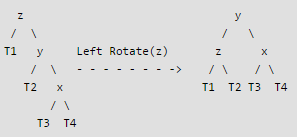 z                                y
 /  \                            /   \
T1   y     Left Rotate(z)       z      x
    /  \   - - - - - - - ->    / \    / \
   T2   x                     T1  T2 T3  T4
       / \
     T3  T4